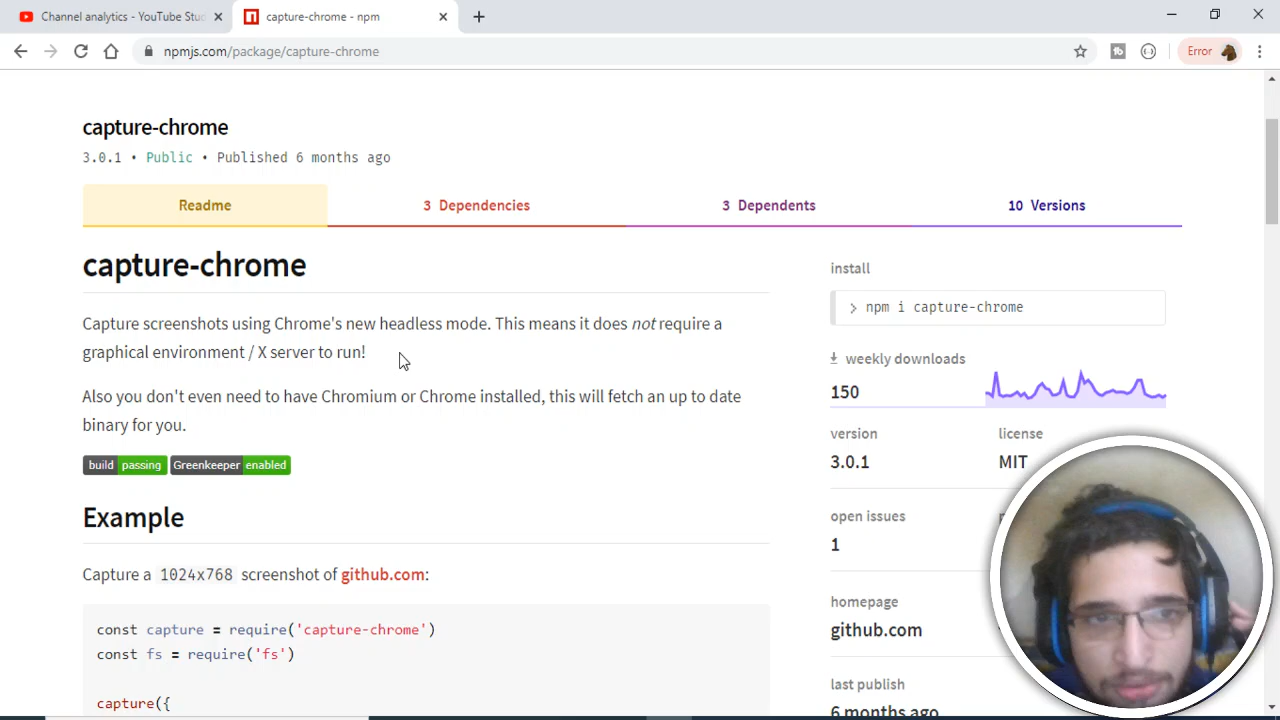 Channel analytics - YouTube Stu
capture-chrome - npm
npmjs.com/package/capture-chrome
Error
capture-chrome
3.0.1 • Public • Published 6 months ago
Readme
3 Dependencies
3 Dependents
10 Versions
capture-chrome
Capture screenshots using Chrome's new headless mode. This means it does not require a
graphical environment / X server to run!
Also you don't even need to have Chromium or Chrome installed, this will fetch an up to date
binary for you.
build passing Greenkeeper enabled
Example
Capture a 1024x768 screenshot of github.com:
const capture = require('capture-chrome')
const fs = require('fs')
capture({
install
> npm i capture-chrome
weekly downloads
150
version
license
3.0.1
MIT
open issues
1
homepage
github.com
last publish
6 months ago